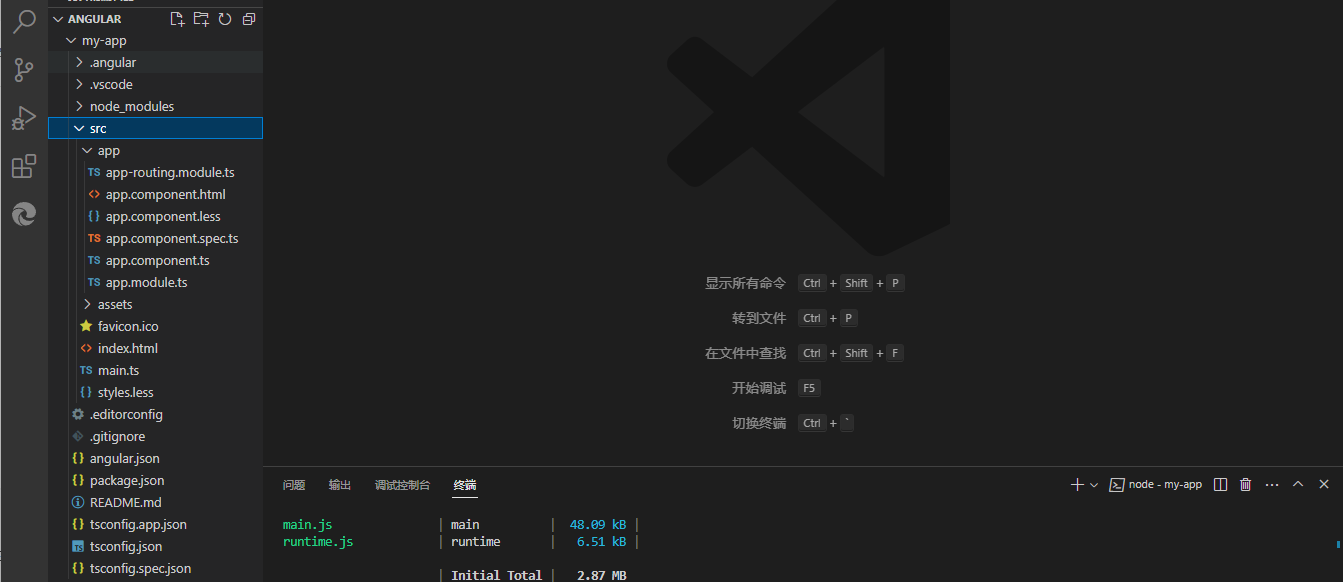 ANGULAR
my-app
.angular
.vscode
node_modules
src
app
TS app-routing.module.ts
<> app.component.html
{} app.component.less
TS app.component.spec.ts
TS app.component.ts
TS app.module.ts
assets
favicon.ico
<> index.html
TS main.ts
{} styles.less
.editorconfig
.gitignore
{} angular.json
{} package.json
README.md
{} tsconfig.app.json
TS tsconfig.json
{} tsconfig.spec.json
显示所有命令 Ctrl + Shift + P
转到文件 Ctrl + P
在文件中查找 Ctrl + Shift + F
开始调试 F5
切换终端 Ctrl + `
问题 输出 调试控制台 终端 node - my-app
main.js | main | 48.09 kB |
runtime.js | runtime | 6.51 kB |
| Initial Total | 2.87 MB